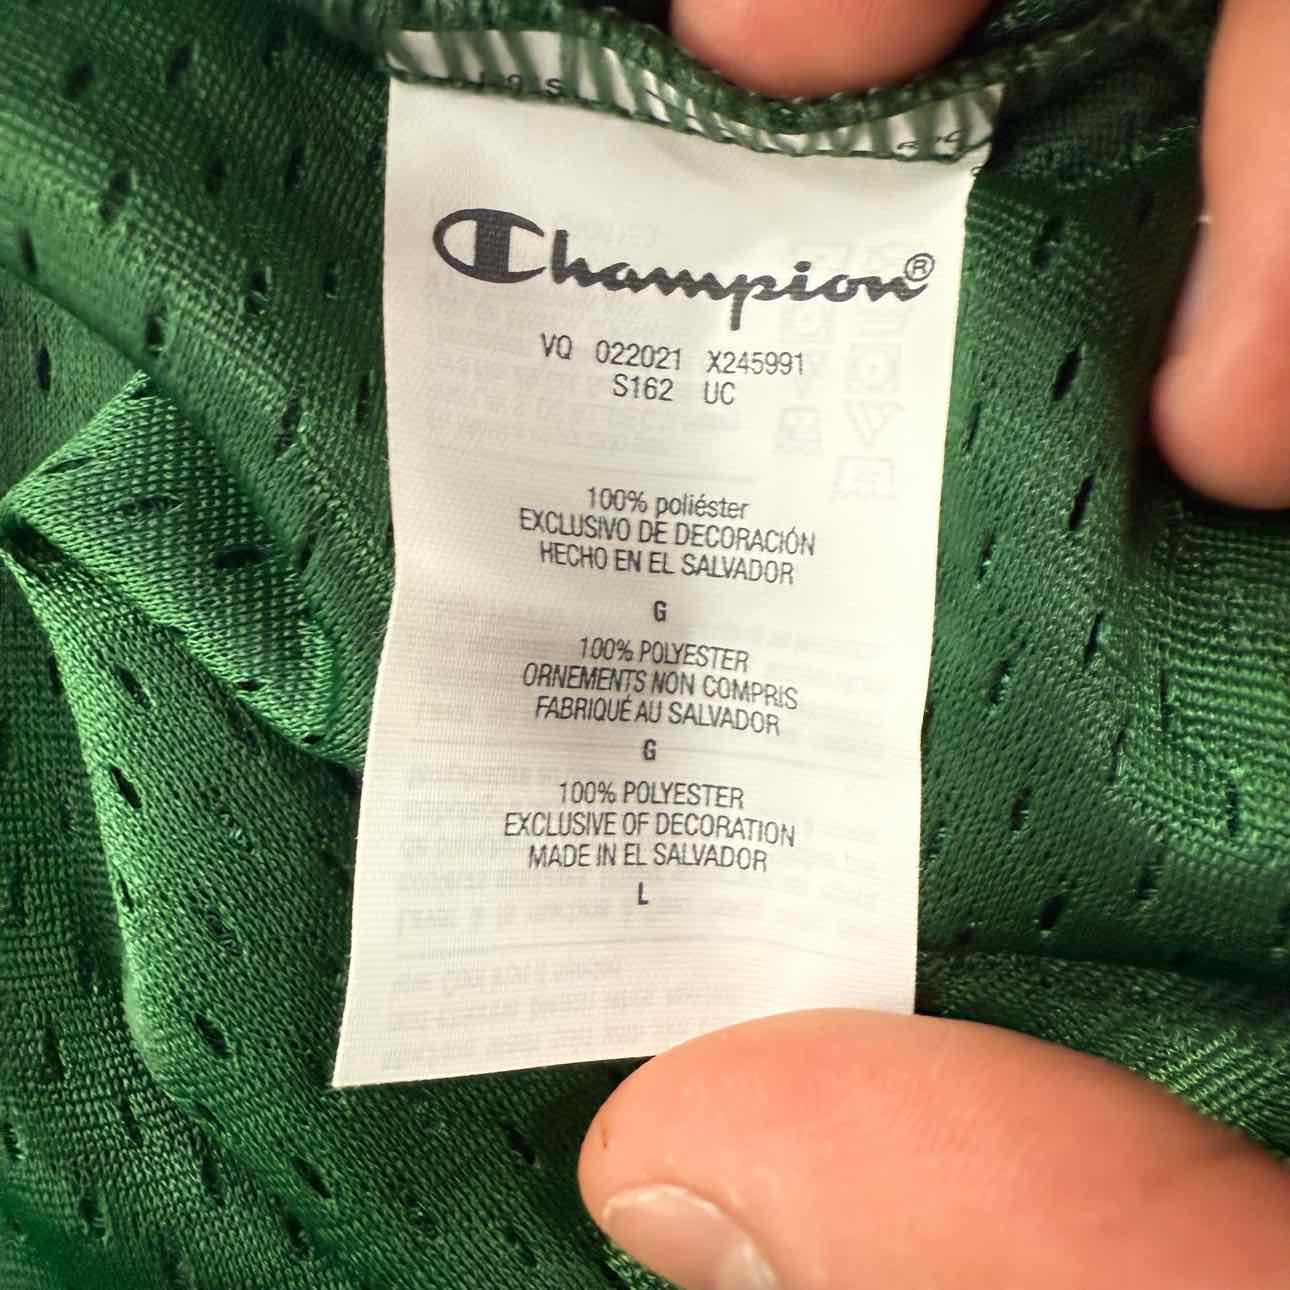 Champion®
VQ 022021 X245991
S162 UC
100% poliéster
EXCLUSIVO DE DECORACIÓN
HECHO EN EL SALVADOR
G
100% POLYESTER
ORNEMENTS NON COMPRIS
FABRIQUÉ AU SALVADOR
G
100% POLYESTER
EXCLUSIVE OF DECORATION
MADE IN EL SALVADOR
L